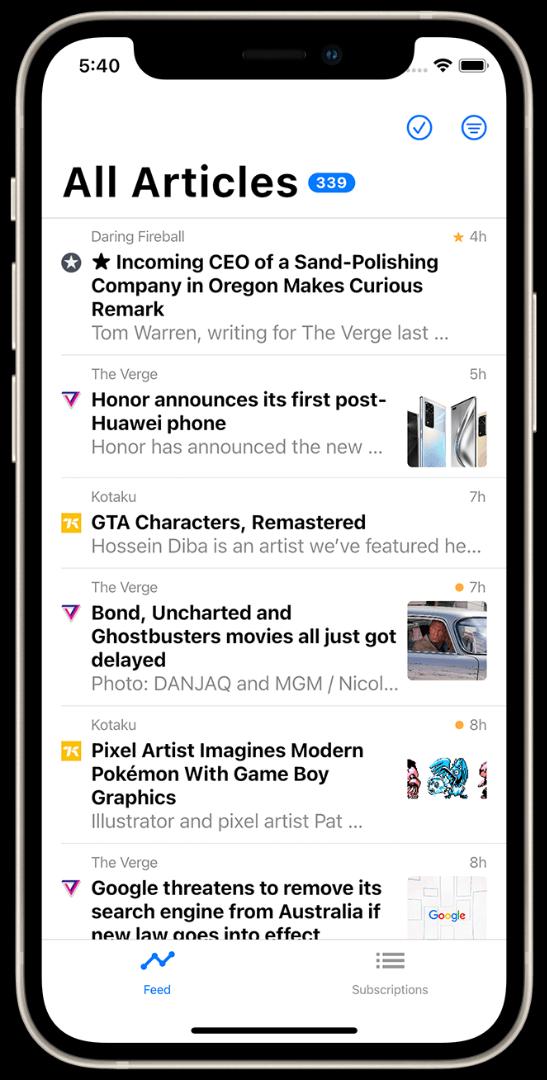 5:40
All Articles 339
Daring Fireball ★ 4h
★ Incoming CEO of a Sand-Polishing
Company in Oregon Makes Curious
Remark
Tom Warren, writing for The Verge last ...
The Verge 5h
Honor announces its first post-
Huawei phone
Honor has announced the new ...
Kotaku 7h
GTA Characters, Remastered
Hossein Diba is an artist we’ve featured he...
The Verge 7h
Bond, Uncharted and
Ghostbusters movies all just got
delayed
Photo: DANJAQ and MGM / Nicol...
Kotaku 8h
Pixel Artist Imagines Modern
Pokémon With Game Boy
Graphics
Illustrator and pixel artist Pat ...
The Verge 8h
Google threatens to remove its
search engine from Australia if
new law goes into effect
Google
Feed Subscriptions